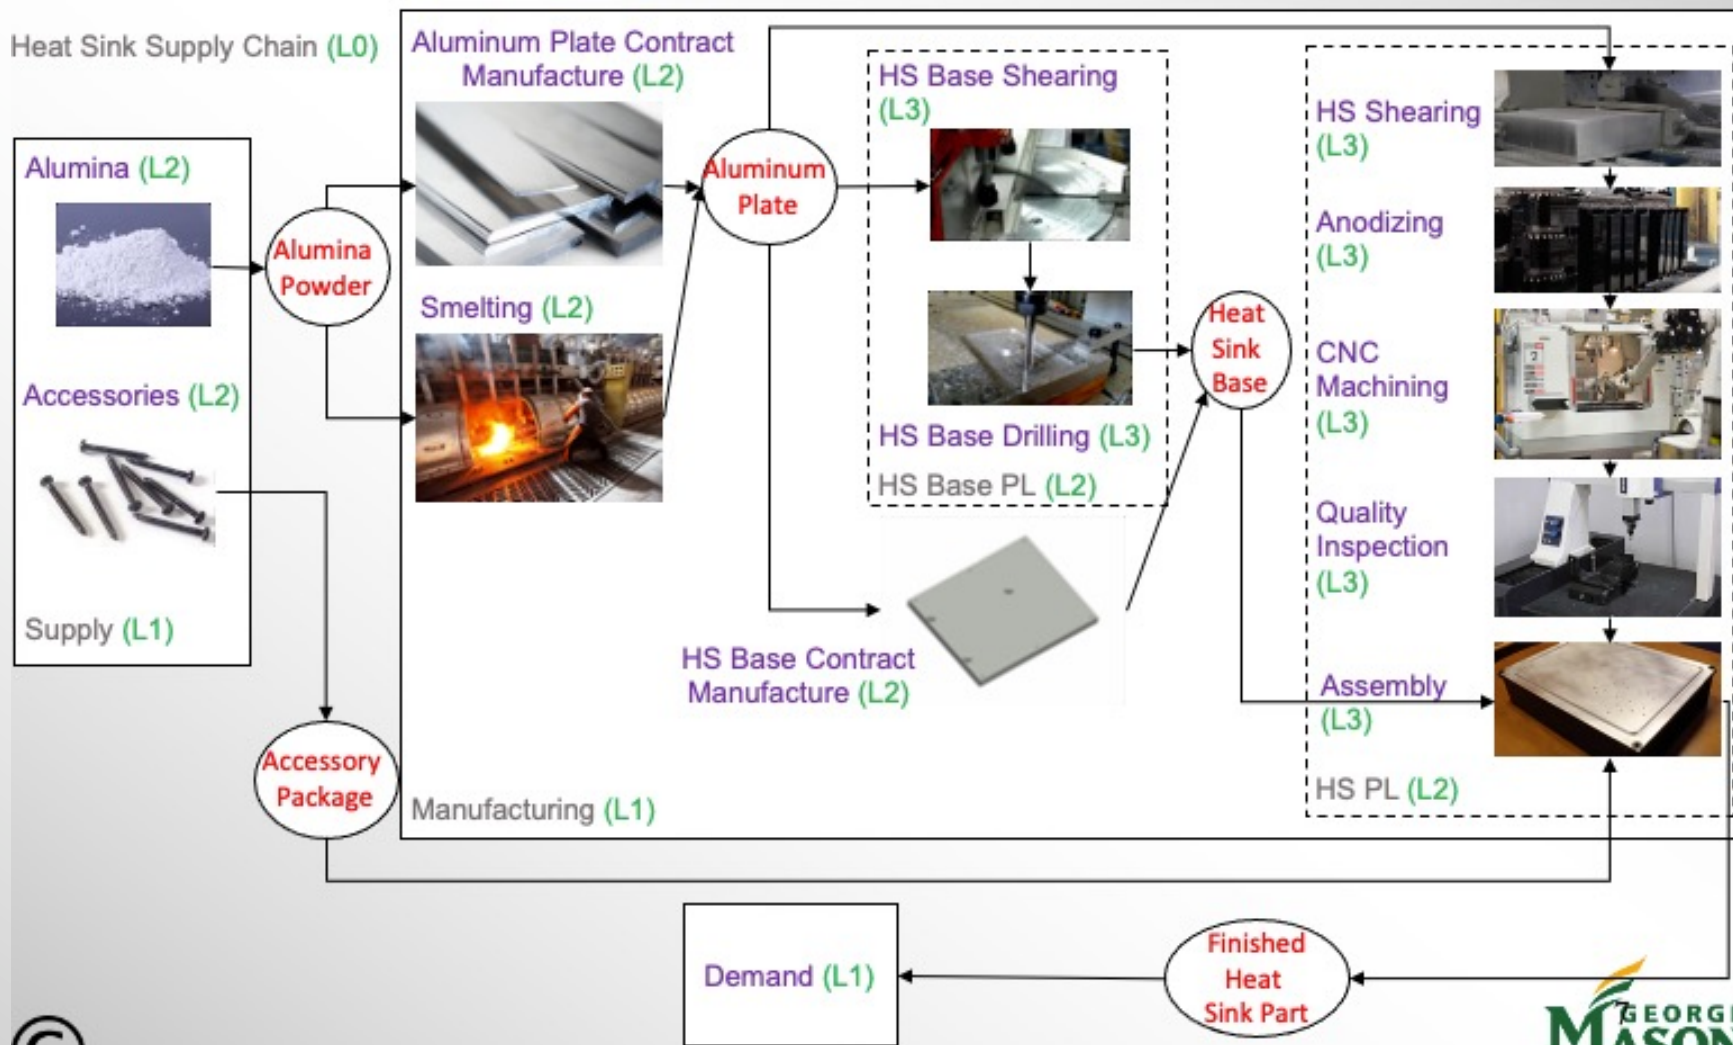 Heat Sink Supply Chain (L0)
Alumina (L2)
Accessories (L2)
Supply (L1)
Alumina
Powder
Accessory
Package
Aluminum Plate Contract
Manufacture (L2)
Smelting (L2)
Manufacturing (L1)
Aluminum
Plate
HS Base Shearing
(L3)
HS Base Drilling (L3)
HS Base PL (L2)
HS Base Contract
Manufacture (L2)
Heat
Sink
Base
HS Shearing
(L3)
Anodizing
(L3)
CNC
Machining
(L3)
Quality
Inspection
(L3)
Assembly
(L3)
HS PL (L2)
Demand (L1)
Finished
Heat
Sink Part
7
GEORGE
MASON
©